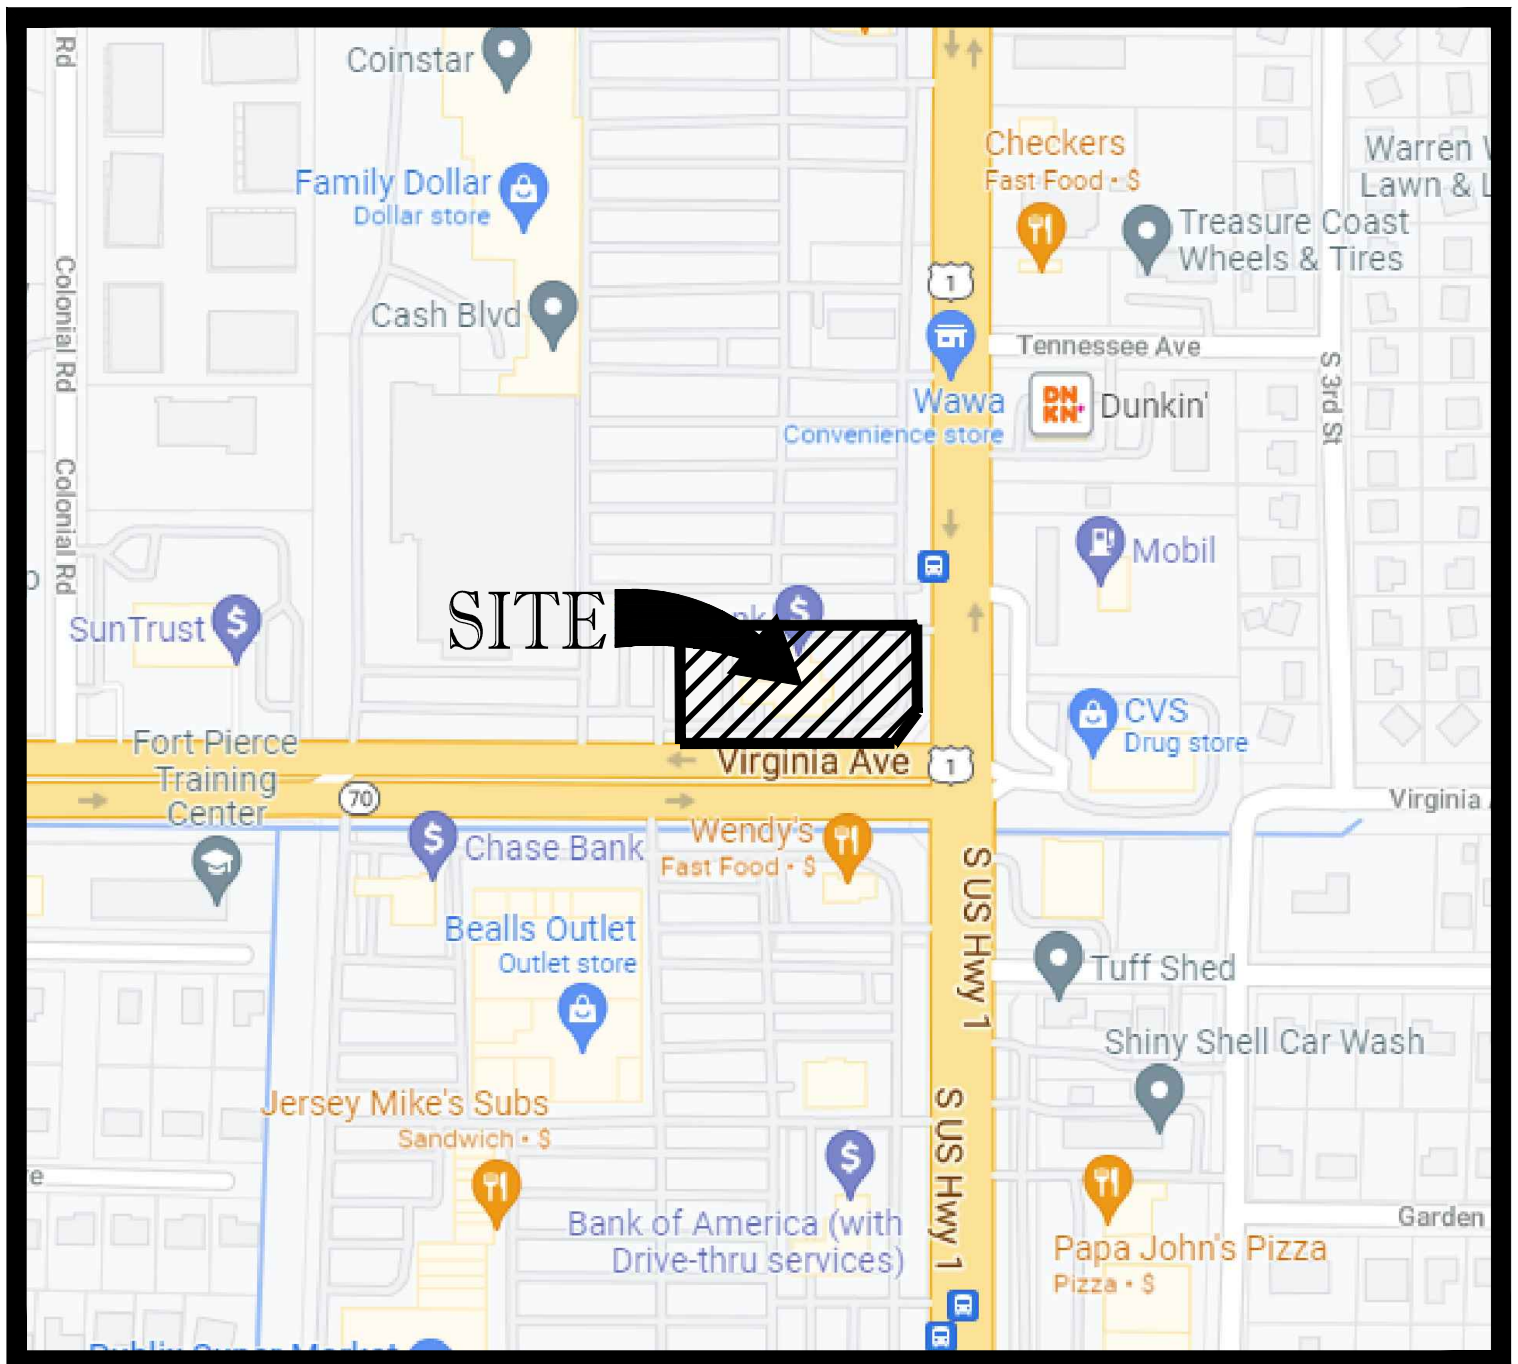 Rd
Coinstar
Checkers
Fast Food • $
Warren
Lawn & L
Family Dollar
Dollar store
Treasure Coast
Wheels & Tires
Colonial Rd
1
Cash Blvd
Tennessee Ave
S 3rd St
Wawa
Convenience store
DN
KN'
Dunkin'
Colonial Rd
Mobil
SITE
nk
SunTrust
CVS
Drug store
Fort Pierce
Training
Center
Virginia Ave
1
70
Virginia
Chase Bank
Wendy's
Fast Food • $
S US Hwy 1
Bealls Outlet
Outlet store
Tuff Shed
Shiny Shell Car Wash
Jersey Mike's Subs
Sandwich • $
S US Hwy 1
e
Bank of America (with
Drive-thru services)
Garden
Papa John's Pizza
Pizza • $
Publix Super Market